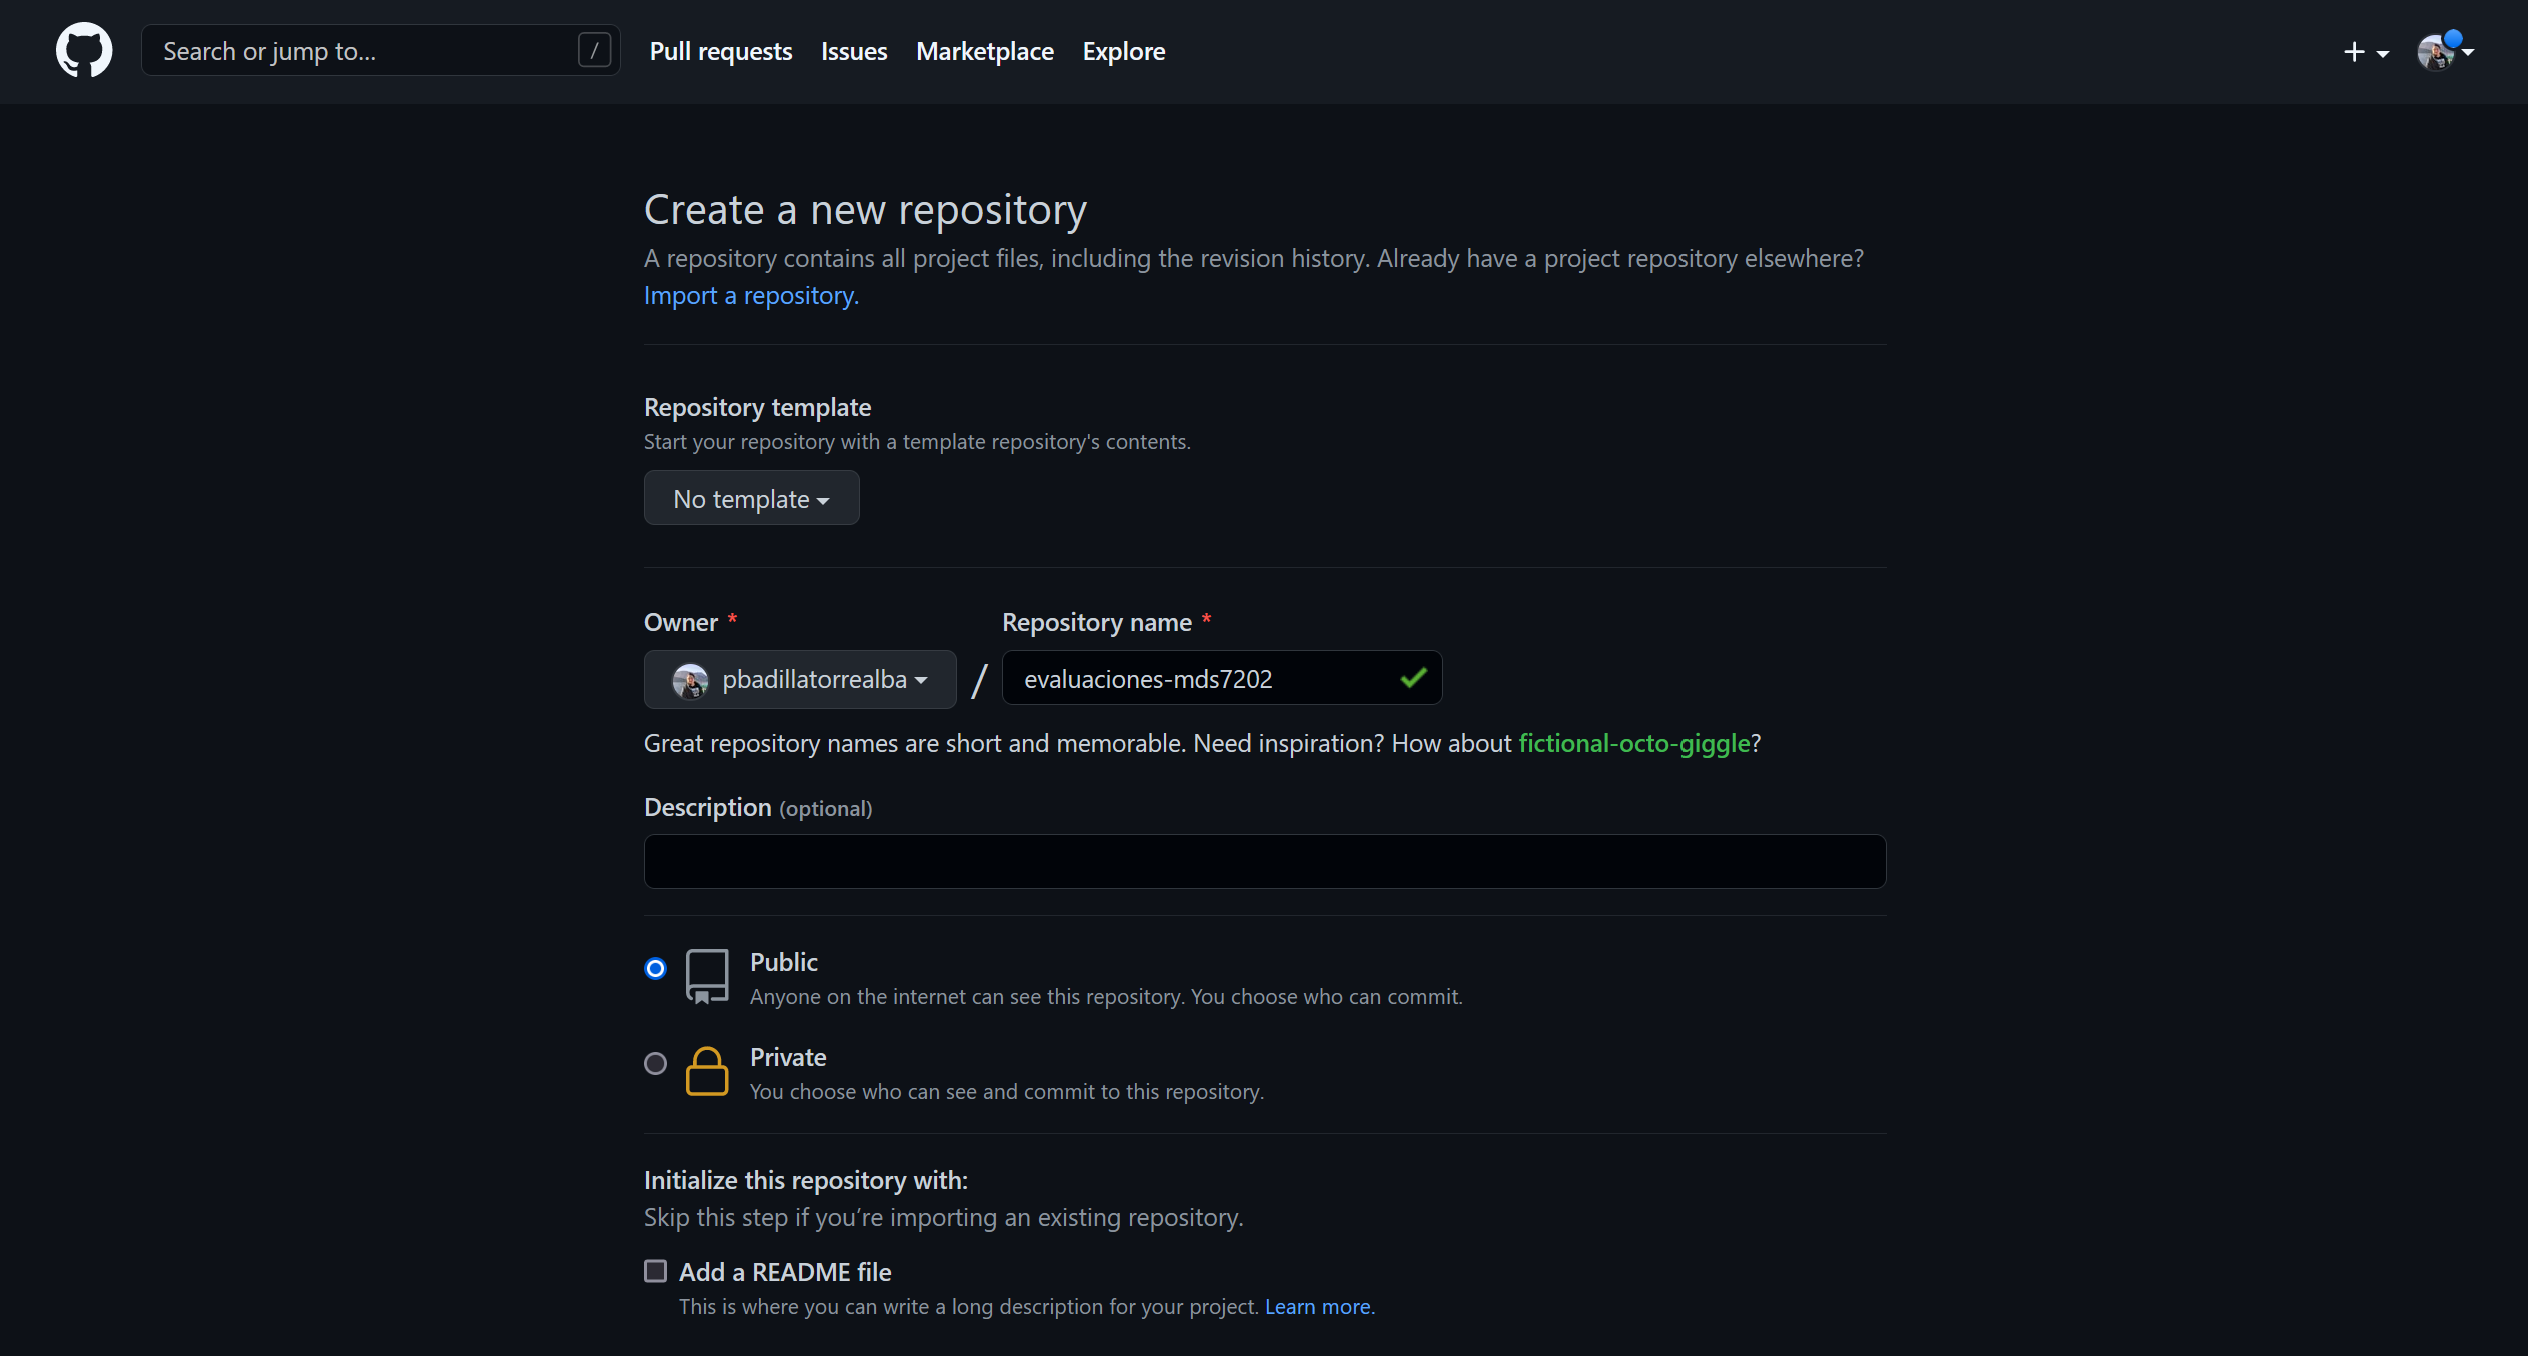 Search or jump to... /
Pull requests Issues Marketplace Explore
Create a new repository
A repository contains all project files, including the revision history. Already have a project repository elsewhere?
Import a repository.
Repository template
Start your repository with a template repository's contents.
No template
Owner * Repository name *
pbadillatorrealba / evaluaciones-mds7202
Great repository names are short and memorable. Need inspiration? How about fictional-octo-giggle?
Description (optional)
Public
Anyone on the internet can see this repository. You choose who can commit.
Private
You choose who can see and commit to this repository.
Initialize this repository with:
Skip this step if you’re importing an existing repository.
Add a README file
This is where you can write a long description for your project. Learn more.